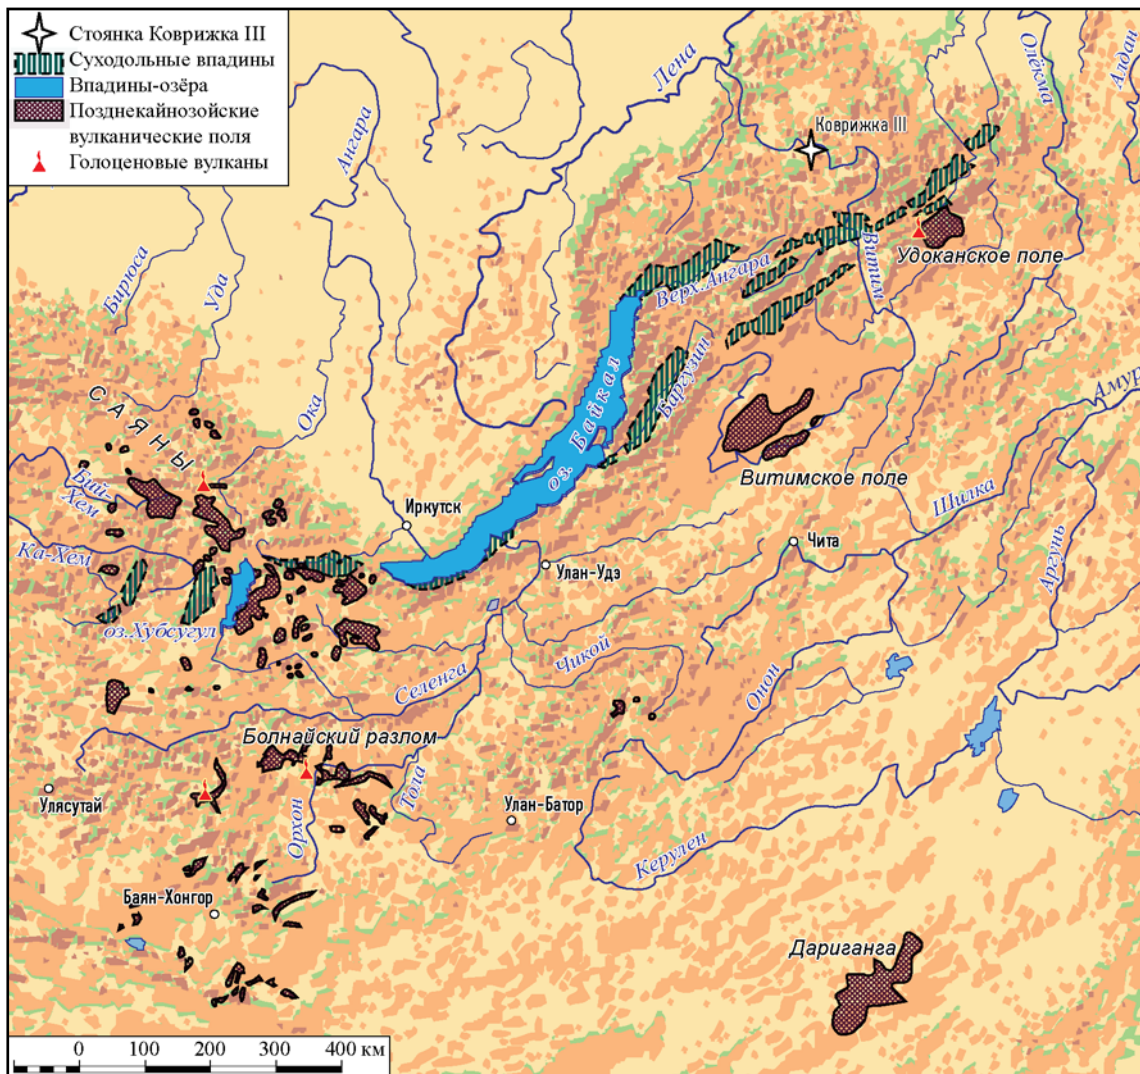 Стоянка Коврижка III
Суходольные впадины
Впадины-озёра
Позднекайнозойские
вулканические поля
Голоценовые вулканы
Лена
Олёкма
Алдан
Ангара
Коврижка III
Бирюса
Уда
Витим
Удоканское поле
Верх. Ангара
Баргузин
оз. Байкал
Амур
САЯНЫ
Ока
Бий-
Хем
Витимское поле
Шилка
Иркутск
Чита
Ка-Хем
Улан-Удэ
Аргунь
оз.Хубсугул
Чикой
Селенга
Онон
Болнайский разлом
Улясутай
Тола
Улан-Батор
Орхон
Керулен
Баян-Хонгор
Дариганга
0 100 200 300 400 км